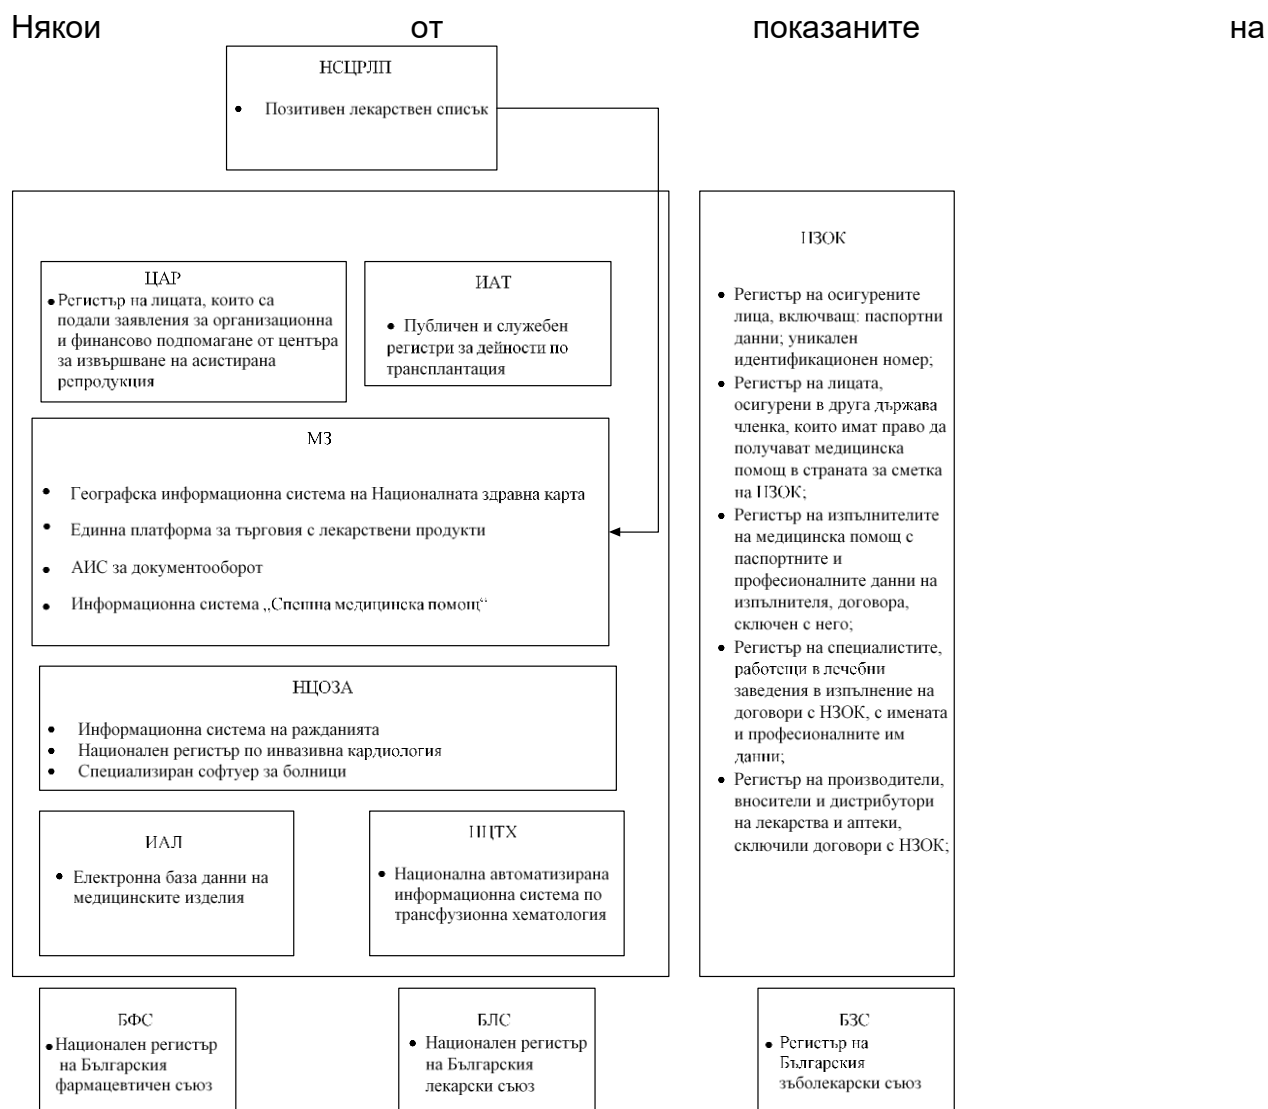 Някои от показаните на
НСЦРЛП
• Позитивен лекарствен списък
ЦАР
• Регистър на лицата, които са
подали заявления за организационна
и финансово подпомагане от центъра
за извършване на асистирана
репродукция
ИАТ
• Публичен и служебен
регистри за дейности по
трансплантация
МЗ
• Географска информационна система на Националната здравна карта
• Единна платформа за търговия с лекарствени продукти
• АИС за документооборот
• Информационна система „Спешна медицинска помощ“
НЦОЗА
• Информационна система на ражданията
• Национален регистър по инвазивна кардиология
• Специализиран софтуер за болници
ИАЛ
• Електронна база данни на
медицинските изделия
НЦТХ
• Национална автоматизирана
информационна система по
трансфузионна хематология
НЗОК
• Регистър на осигурените
лица, включващ: паспортни
данни; уникален
идентификационен номер;
• Регистър на лицата,
осигурени в друга държава
членка, които имат право да
получават медицинска
помощ в страната за сметка
на НЗОК;
• Регистър на изпълнителите
на медицинска помощ с
паспортните и
професионалните данни на
изпълнителя, договора,
сключен с него;
• Регистър на специалистите,
работещи в лечебни
заведения в изпълнение на
договори с НЗОК, с имената
и професионалните им
данни;
• Регистър на производители,
вносители и дистрибутори
на лекарства и аптеки,
сключили договори с НЗОК;
БФС
• Национален регистър
на Българския
фармацевтичен съюз
БЛС
• Национален регистър
на Българския
лекарски съюз
БЗС
• Регистър на
Българския
зъболекарски съюз